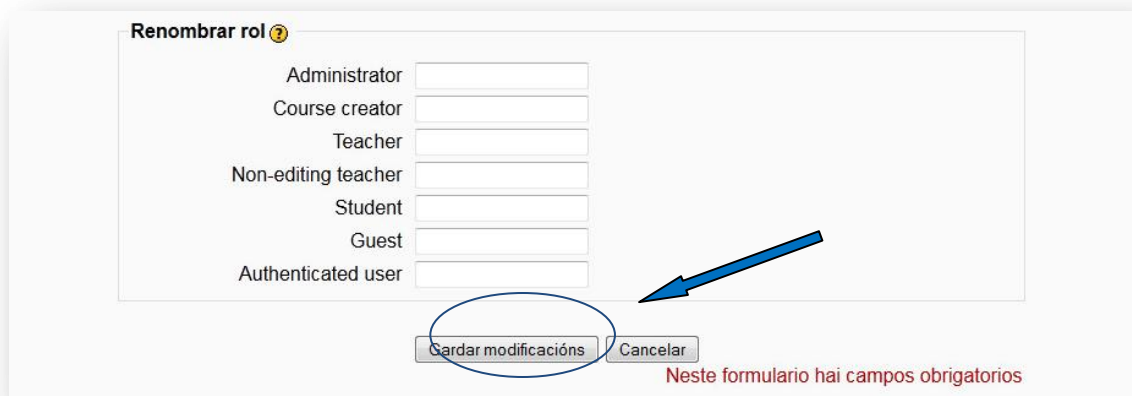 Renombrar rol ?
Administrator
Course creator
Teacher
Non-editing teacher
Student
Guest
Authenticated user
Gardar modificacións Cancelar
Neste formulario hai campos obrigatorios